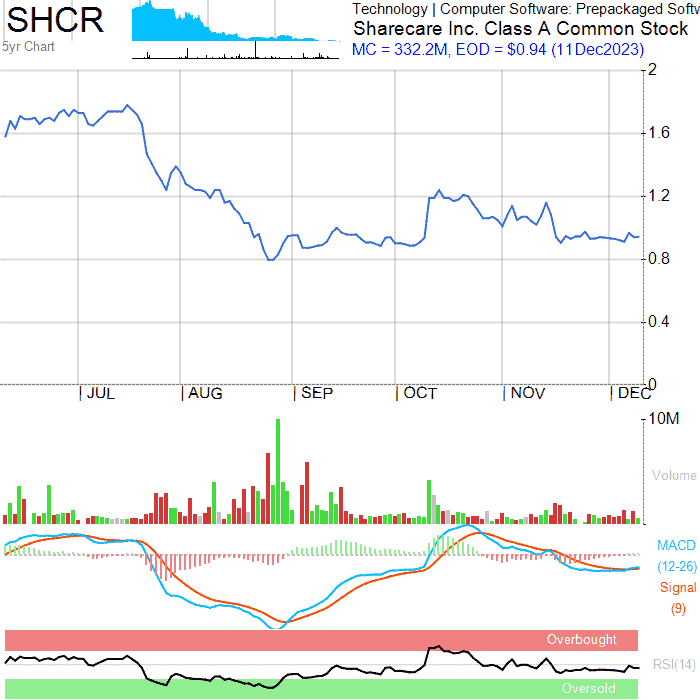 SHCR
5yr Chart
Technology | Computer Software: Prepackaged Softw
Sharecare Inc. Class A Common Stock
MC = 332.2M, EOD = $0.94 (11Dec2023)
2
1.6
1.2
0.8
0.4
0
| JUL | AUG | SEP | OCT | NOV | DEC
10M
Volume
MACD
(12-26)
Signal
(9)
Overbought
RSI(14)
Oversold